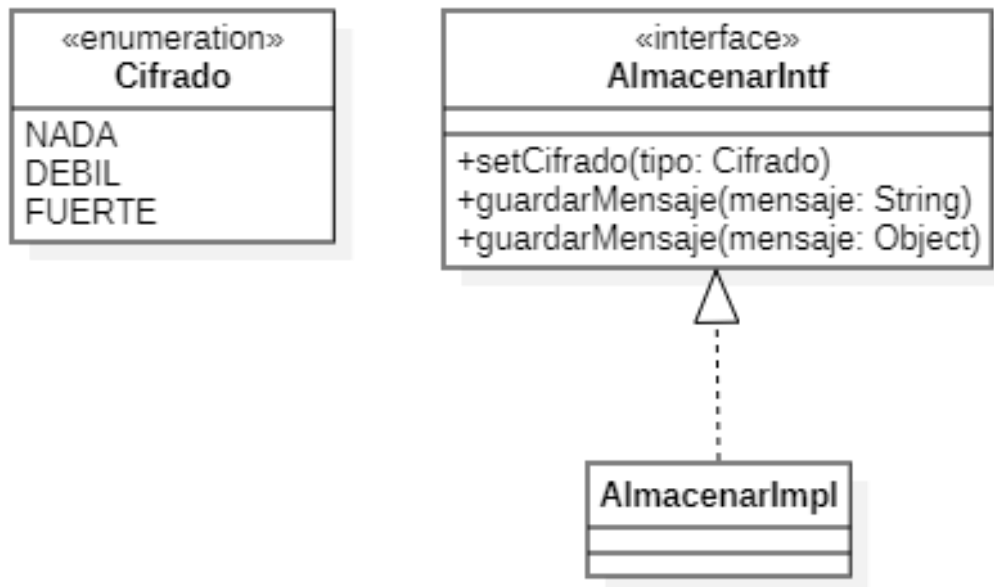 «enumeration»
Cifrado
NADA
DEBIL
FUERTE
«interface»
AlmacenarIntf
+setCifrado(tipo: Cifrado)
+guardarMensaje(mensaje: String)
+guardarMensaje(mensaje: Object)
AlmacenarImpl